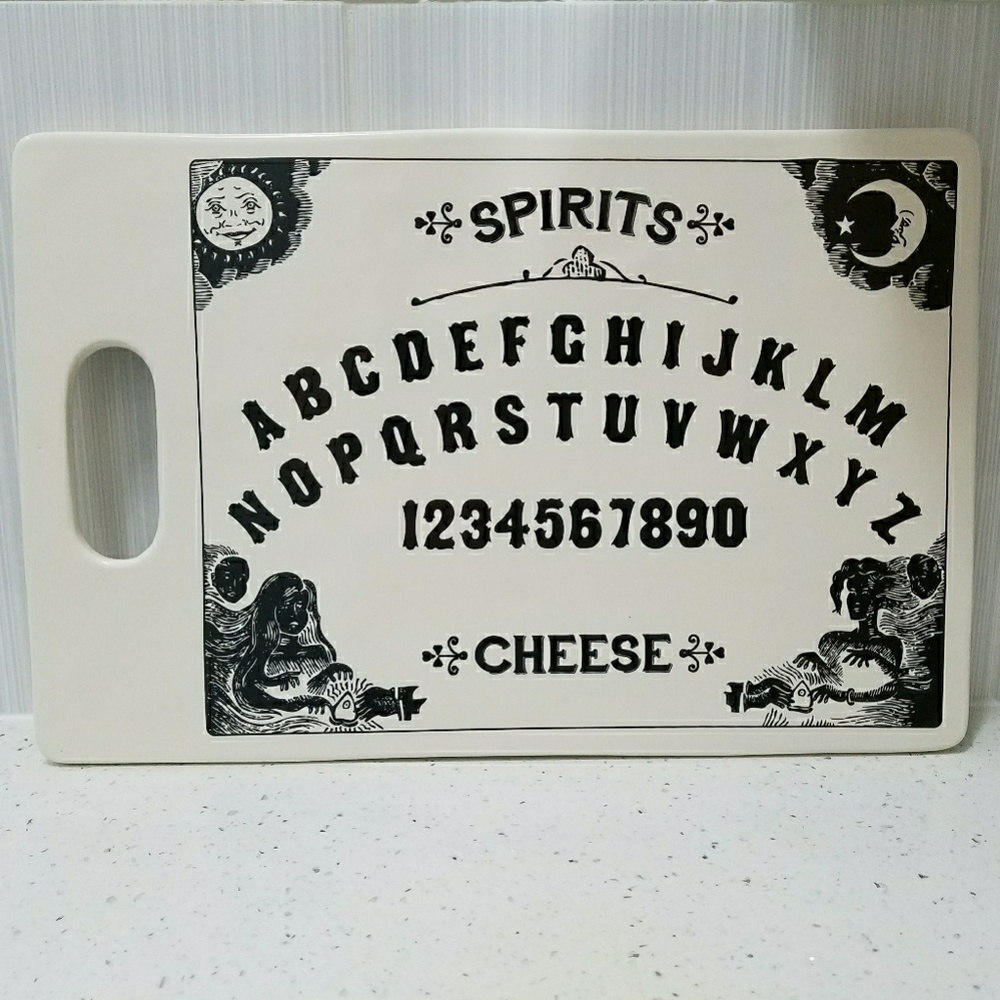 SPIRITS
ABCDEFGHIJKLM
NOPQRSTUVWXYZ
1234567890
CHEESE